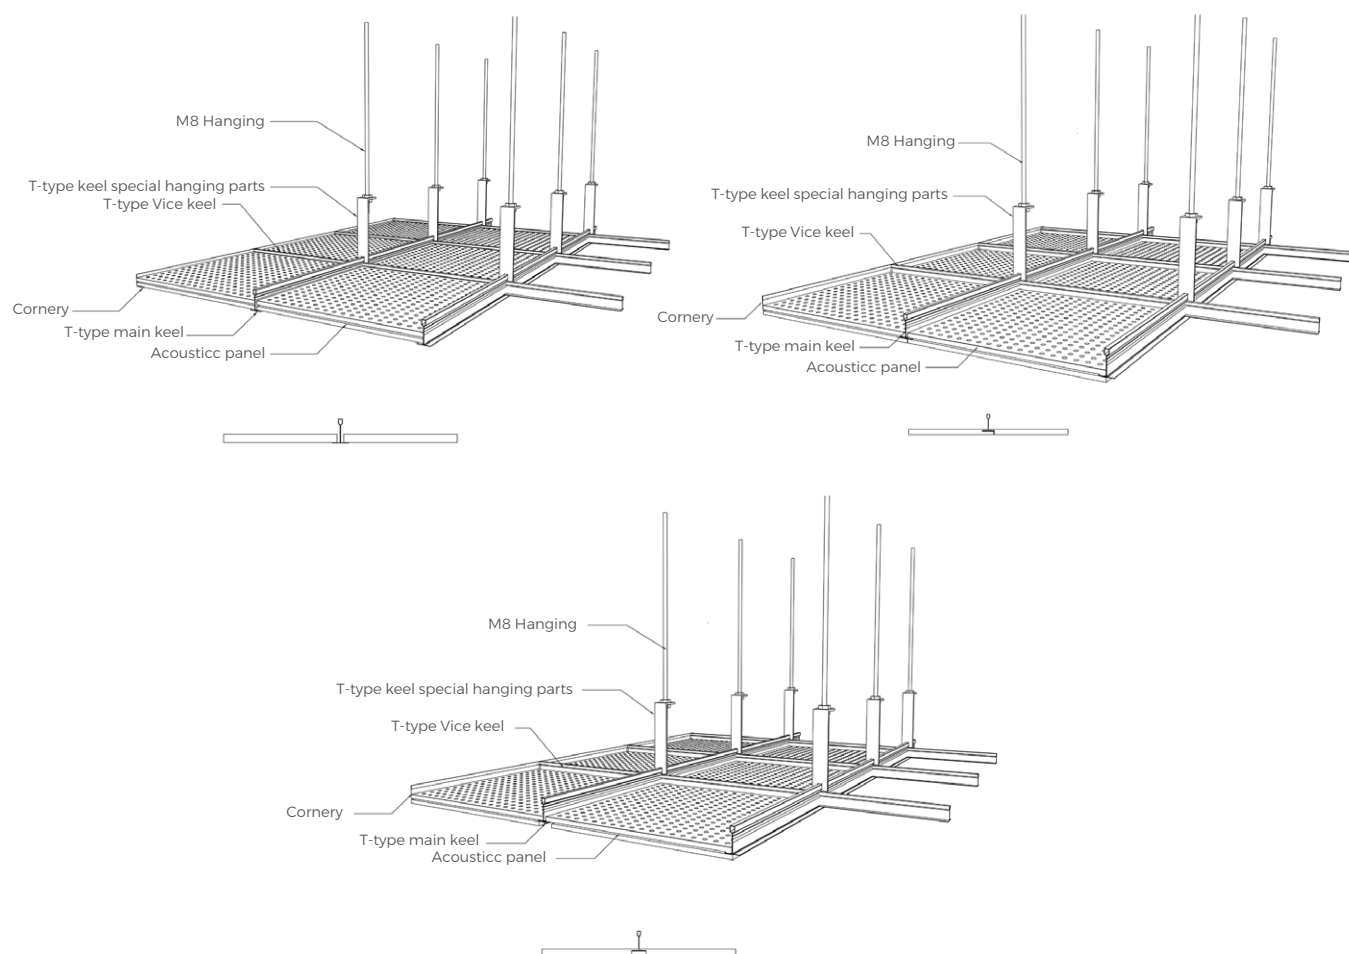 M8 Hanging
T-type keel special hanging parts
T-type Vice keel
Cornery
T-type main keel
Acousticc panel
M8 Hanging
T-type keel special hanging parts
T-type Vice keel
Cornery
T-type main keel
Acousticc panel
M8 Hanging
T-type keel special hanging parts
T-type Vice keel
Cornery
T-type main keel
Acousticc panel